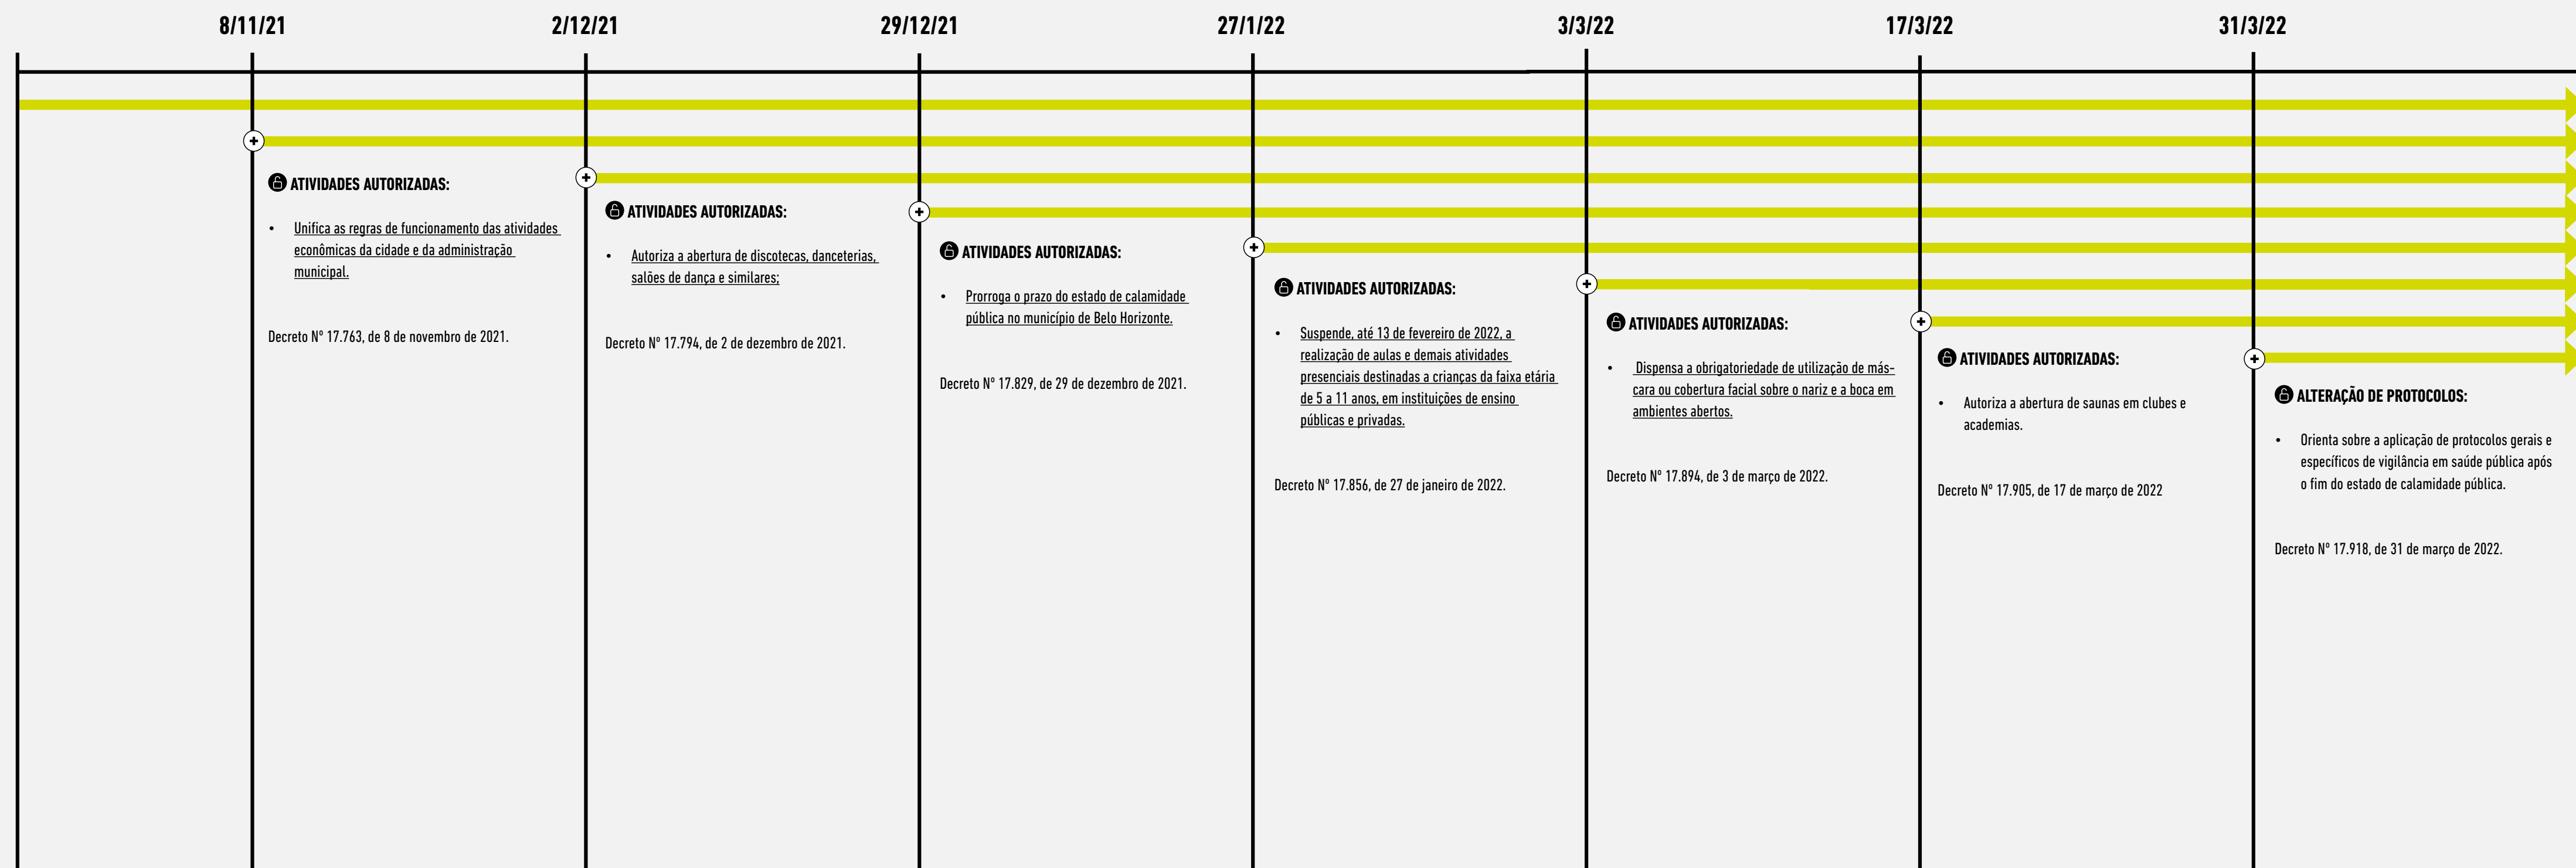 8/11/21
2/12/21
29/12/21
27/1/22
3/3/22
17/3/22
31/3/22
ATIVIDADES AUTORIZADAS:
• Unifica as regras de funcionamento das atividades
econômicas da cidade e da administração
municipal.
Decreto Nº 17.763, de 8 de novembro de 2021.
ATIVIDADES AUTORIZADAS:
• Autoriza a abertura de discotecas, danceterias,
salões de dança e similares;
Decreto Nº 17.794, de 2 de dezembro de 2021.
ATIVIDADES AUTORIZADAS:
• Prorroga o prazo do estado de calamidade
pública no município de Belo Horizonte.
Decreto Nº 17.829, de 29 de dezembro de 2021.
ATIVIDADES AUTORIZADAS:
• Suspende, até 13 de fevereiro de 2022, a
realização de aulas e demais atividades
presenciais destinadas a crianças da faixa etária
de 5 a 11 anos, em instituições de ensino
públicas e privadas.
Decreto Nº 17.856, de 27 de janeiro de 2022.
ATIVIDADES AUTORIZADAS:
• Dispensa a obrigatoriedade de utilização de más-
cara ou cobertura facial sobre o nariz e a boca em
ambientes abertos.
Decreto Nº 17.894, de 3 de março de 2022.
ATIVIDADES AUTORIZADAS:
• Autoriza a abertura de saunas em clubes e
academias.
Decreto Nº 17.905, de 17 de março de 2022
ALTERAÇÃO DE PROTOCOLOS:
• Orienta sobre a aplicação de protocolos gerais e
específicos de vigilância em saúde pública após
o fim do estado de calamidade pública.
Decreto Nº 17.918, de 31 de março de 2022.